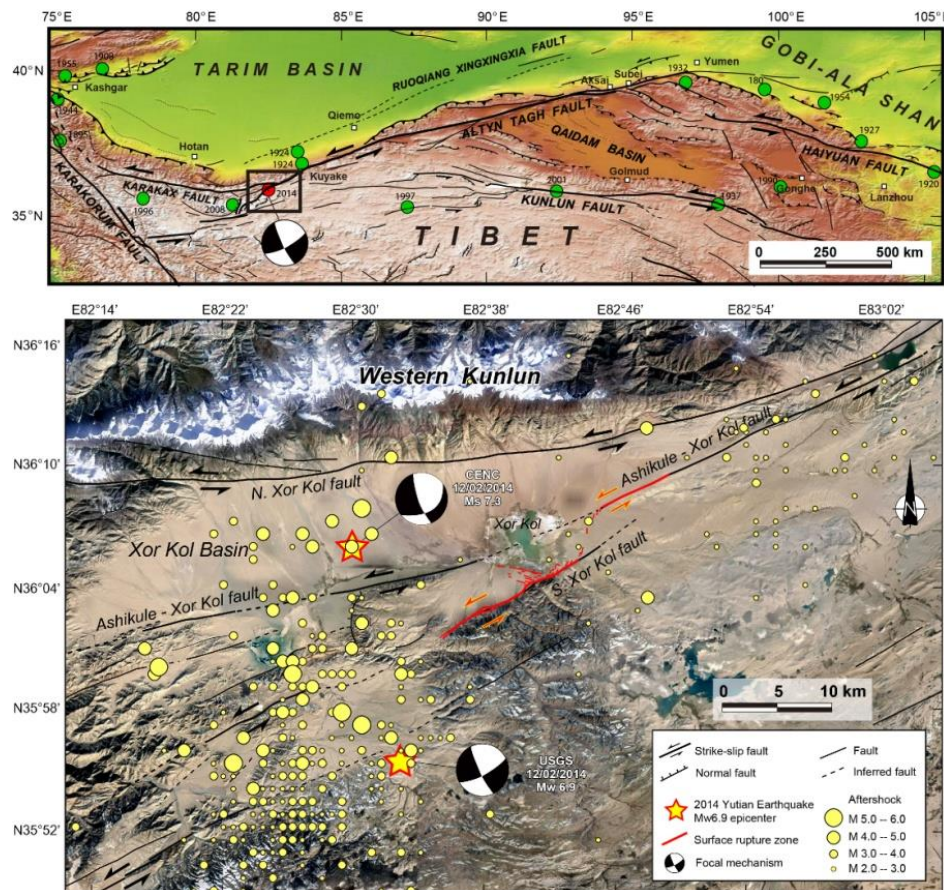 75°E
80°E
85°E
90°E
95°E
100°E
105°E
40°N
35°N
1955
1909
Kashgar
1944
TARIM BASIN
RUOQIANG XINGXINGXIA FAULT
Aksai
Subei
1932
Yumen
180
1954
GOBI-ALA SHAN
Qiemo
ALTYN TAGH FAULT
QAIDAM BASIN
Golmud
1927
HAIYUAN FAULT
Hotan
1924
1924
Kuyake
2014
KARAKAX FAULT
KARAKORUM FAULT
1996
2008
1997
2001
KUNLUN FAULT
1937
1990
Gonghe
1920
Lanzhou
TIBET
0 250 500 km
E82°14'
E82°22'
E82°30'
E82°38'
E82°46'
E82°54'
E83°02'
N36°16'
N36°10'
N36°04'
N35°58'
N35°52'
Western Kunlun
N. Xor Kol fault
CENC
12/02/2014
Ms 7.3
Ashikule - Xor Kol fault
Xor Kol
Xor Kol Basin
S. Xor Kol fault
Ashikule - Xor Kol fault
N
0 5 10 km
USGS
12/02/2014
Mw 6.9
Strike-slip fault
Fault
Normal fault
Inferred fault
2014 Yutian Earthquake
Mw6.9 epicenter
Surface rupture zone
Focal mechanism
Aftershock
M 5.0 -- 6.0
M 4.0 -- 5.0
M 3.0 -- 4.0
M 2.0 -- 3.0